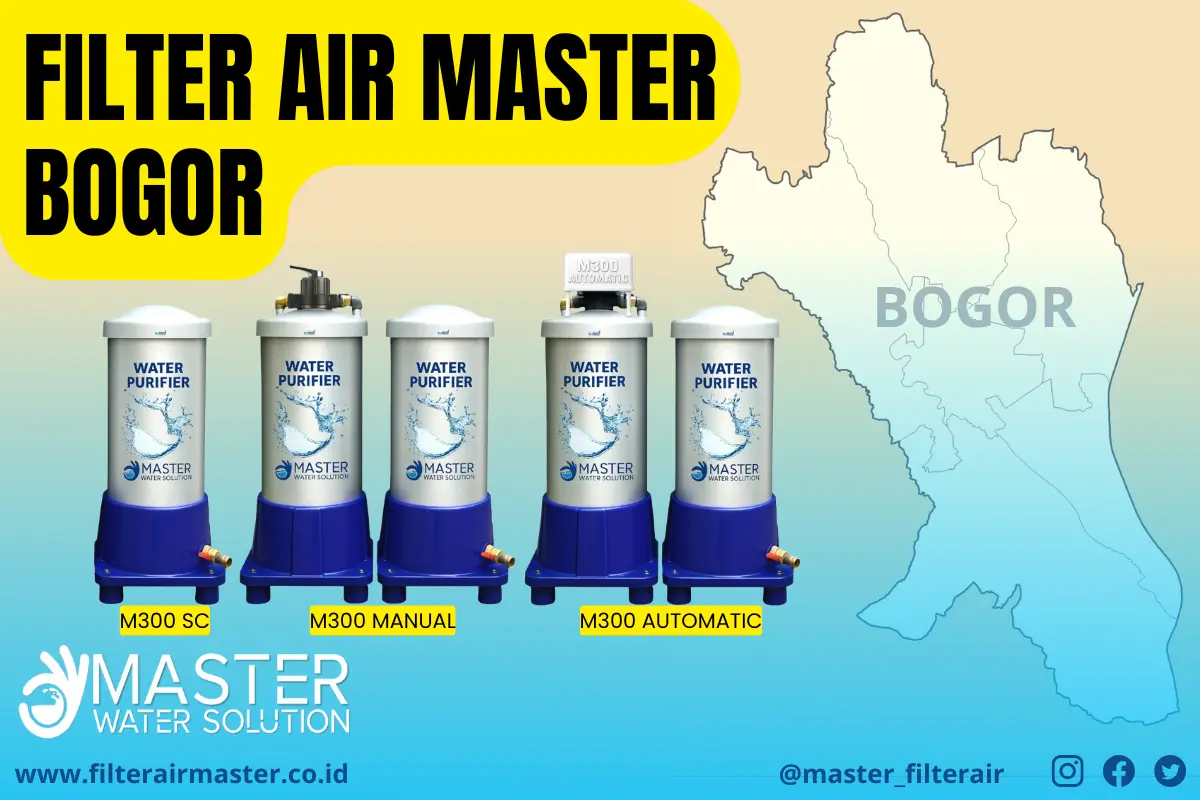 FILTER AIR MASTER
BOGOR
BOGOR
M300
AUTOMATIC
WATER
PURIFIER
MASTER
WATER SOLUTION
WATER
PURIFIER
MASTER
WATER SOLUTION
WATER
PURIFIER
MASTER
WATER SOLUTION
WATER
PURIFIER
MASTER
WATER SOLUTION
WATER
PURIFIER
MASTER
WATER SOLUTION
M300 SC
M300 MANUAL
M300 AUTOMATIC
MASTER
WATER SOLUTION
www.filterairmaster.co.id
@master_filterair